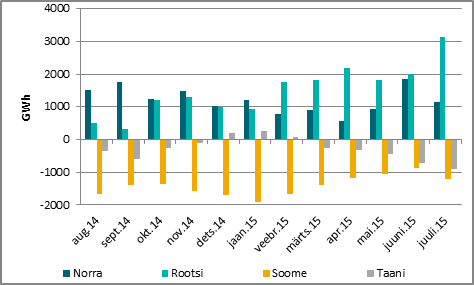 4000
3000
2000
1000
0
-1000
-2000
GWh
aug.14
sept.14
okt.14
nov.14
dets.14
jaan.15
veebr.15
märts.15
apr.15
mai.15
juuni.15
juuli.15
Norra Rootsi Soome Taani